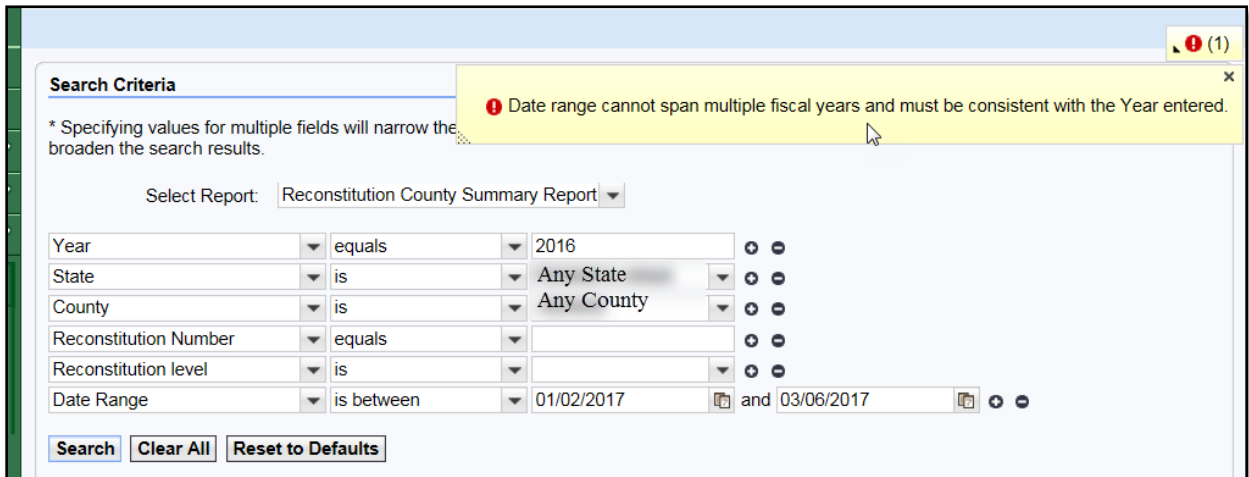 (1)
Date range cannot span multiple fiscal years and must be consistent with the Year entered.
Search Criteria
* Specifying values for multiple fields will narrow the
broaden the search results.
Select Report: Reconstitution County Summary Report
Year equals 2016
State is Any State
County is Any County
Reconstitution Number equals
Reconstitution level is
Date Range is between 01/02/2017 and 03/06/2017
Search Clear All Reset to Defaults